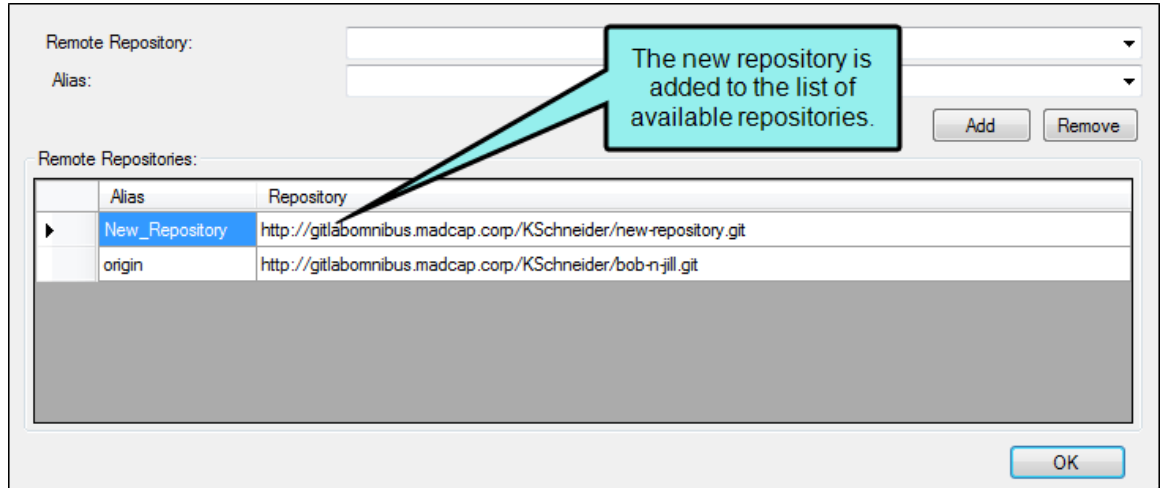 Remote Repository:
The new repository is
added to the list of
available repositories.
Alias:
Add Remove
Remote Repositories:
Alias Repository
New_Repository http://gitlabomnibus.madcap.corp/KSchneider/new-repository.git
origin http://gitlabomnibus.madcap.corp/KSchneider/bob-n-jill.git
OK